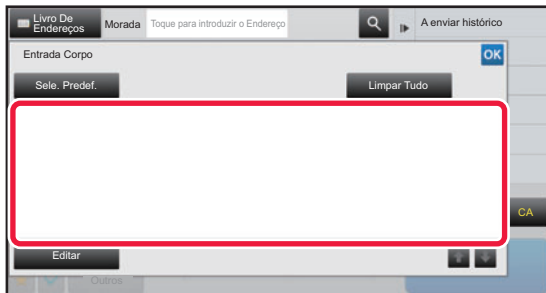 Livro De
Endereços
Morada
Toque para introduzir o Endereço
A enviar histórico
Entrada Corpo
OK
Sele. Predef.
Limpar Tudo
CA
Editar
Outros